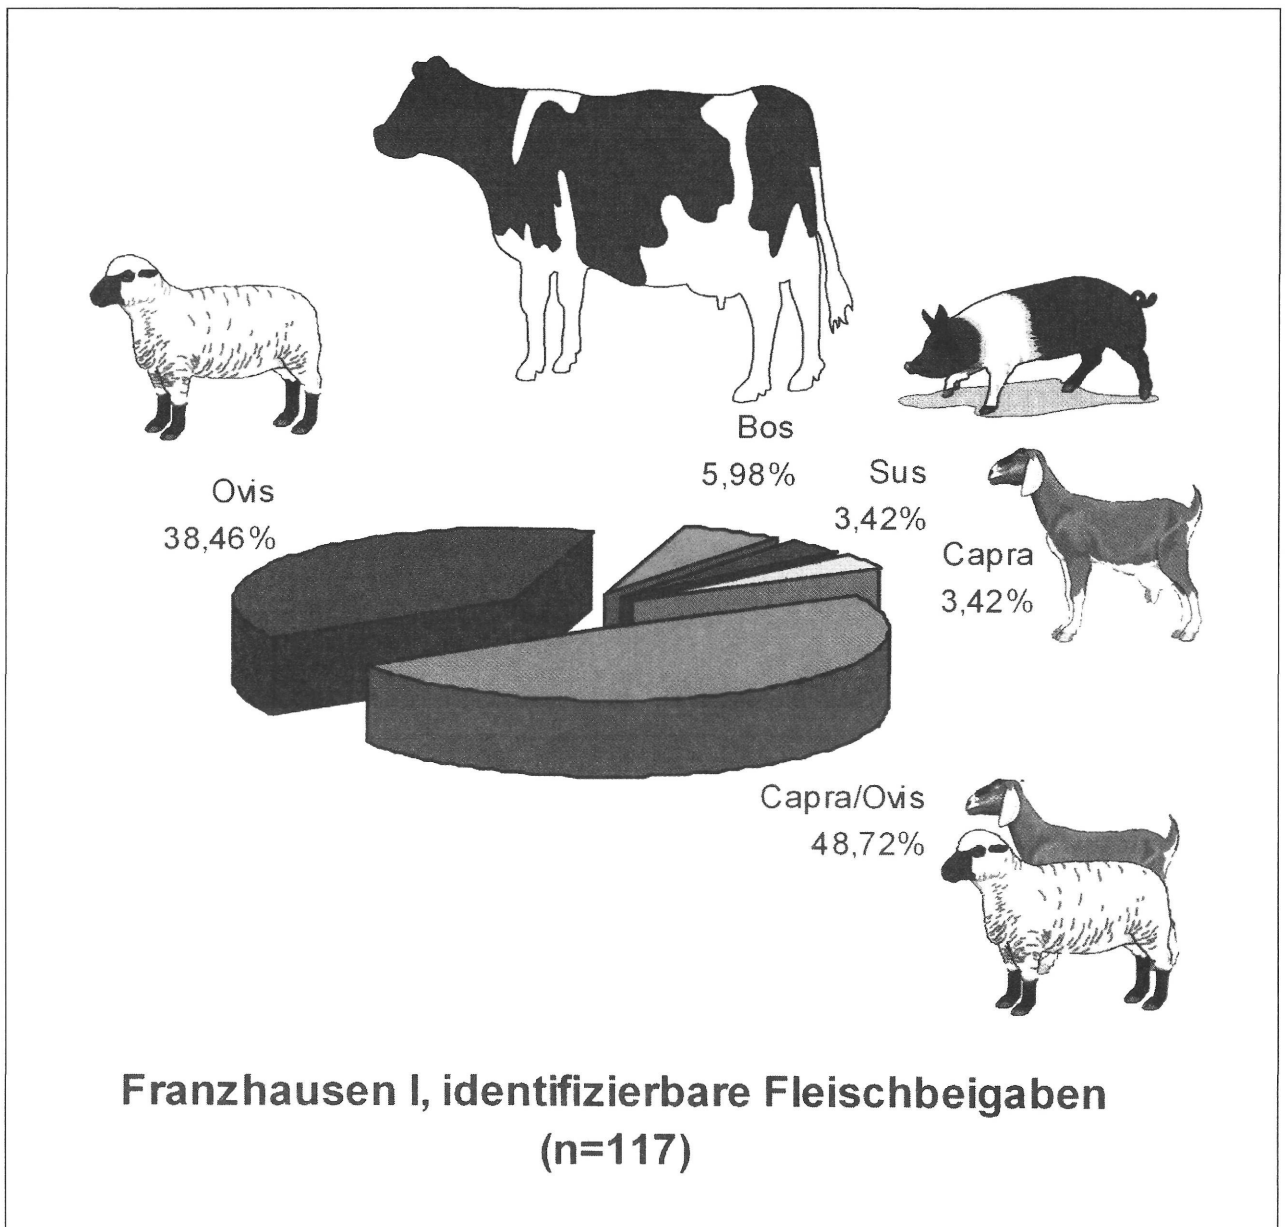 Bos
5,98%
Sus
3,42%
Ovis
38,46%
Capra
3,42%
Capra/Ovis
48,72%
Franzhausen I, identifizierbare Fleischbeigaben
(n=117)